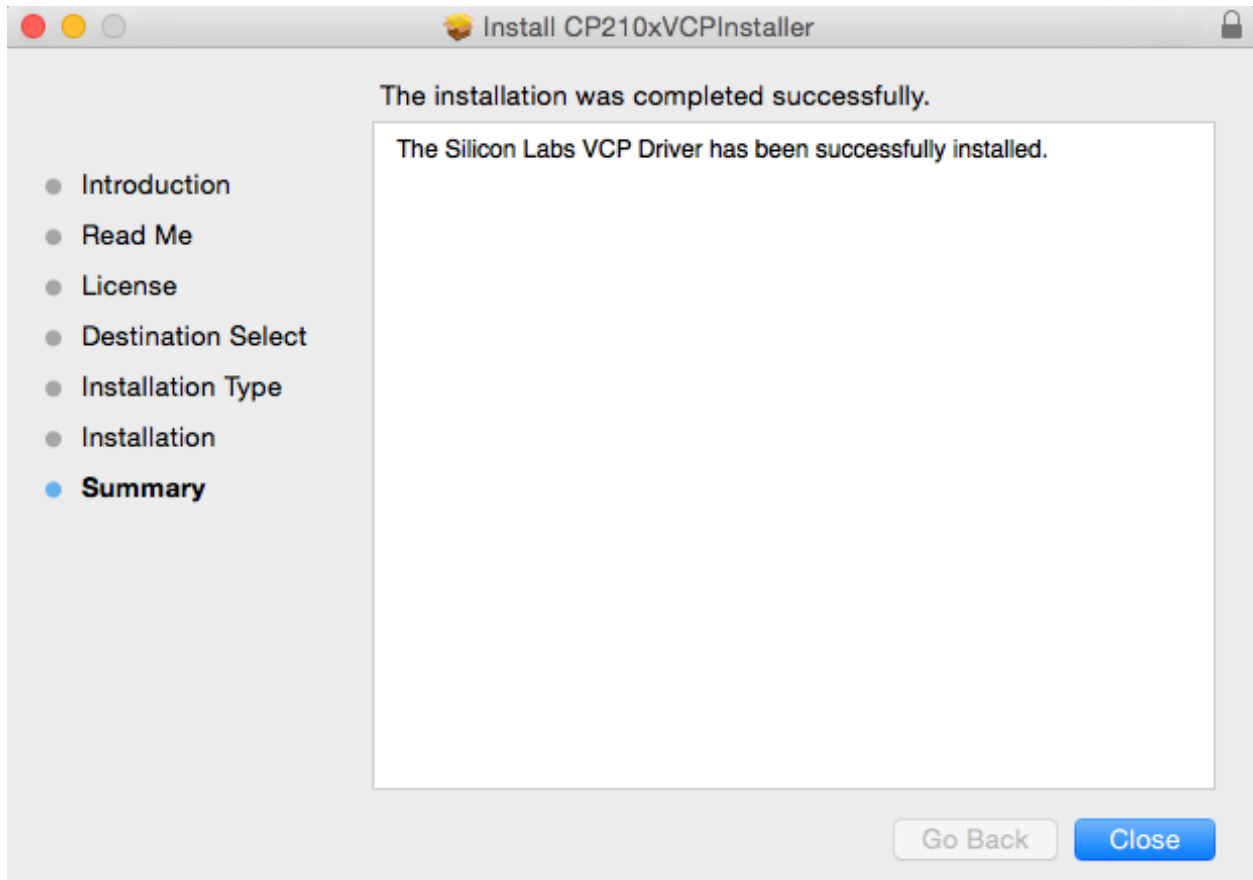 Install CP210xVCPInstaller
The installation was completed successfully.
The Silicon Labs VCP Driver has been successfully installed.
Introduction
Read Me
License
Destination Select
Installation Type
Installation
Summary
Go Back
Close